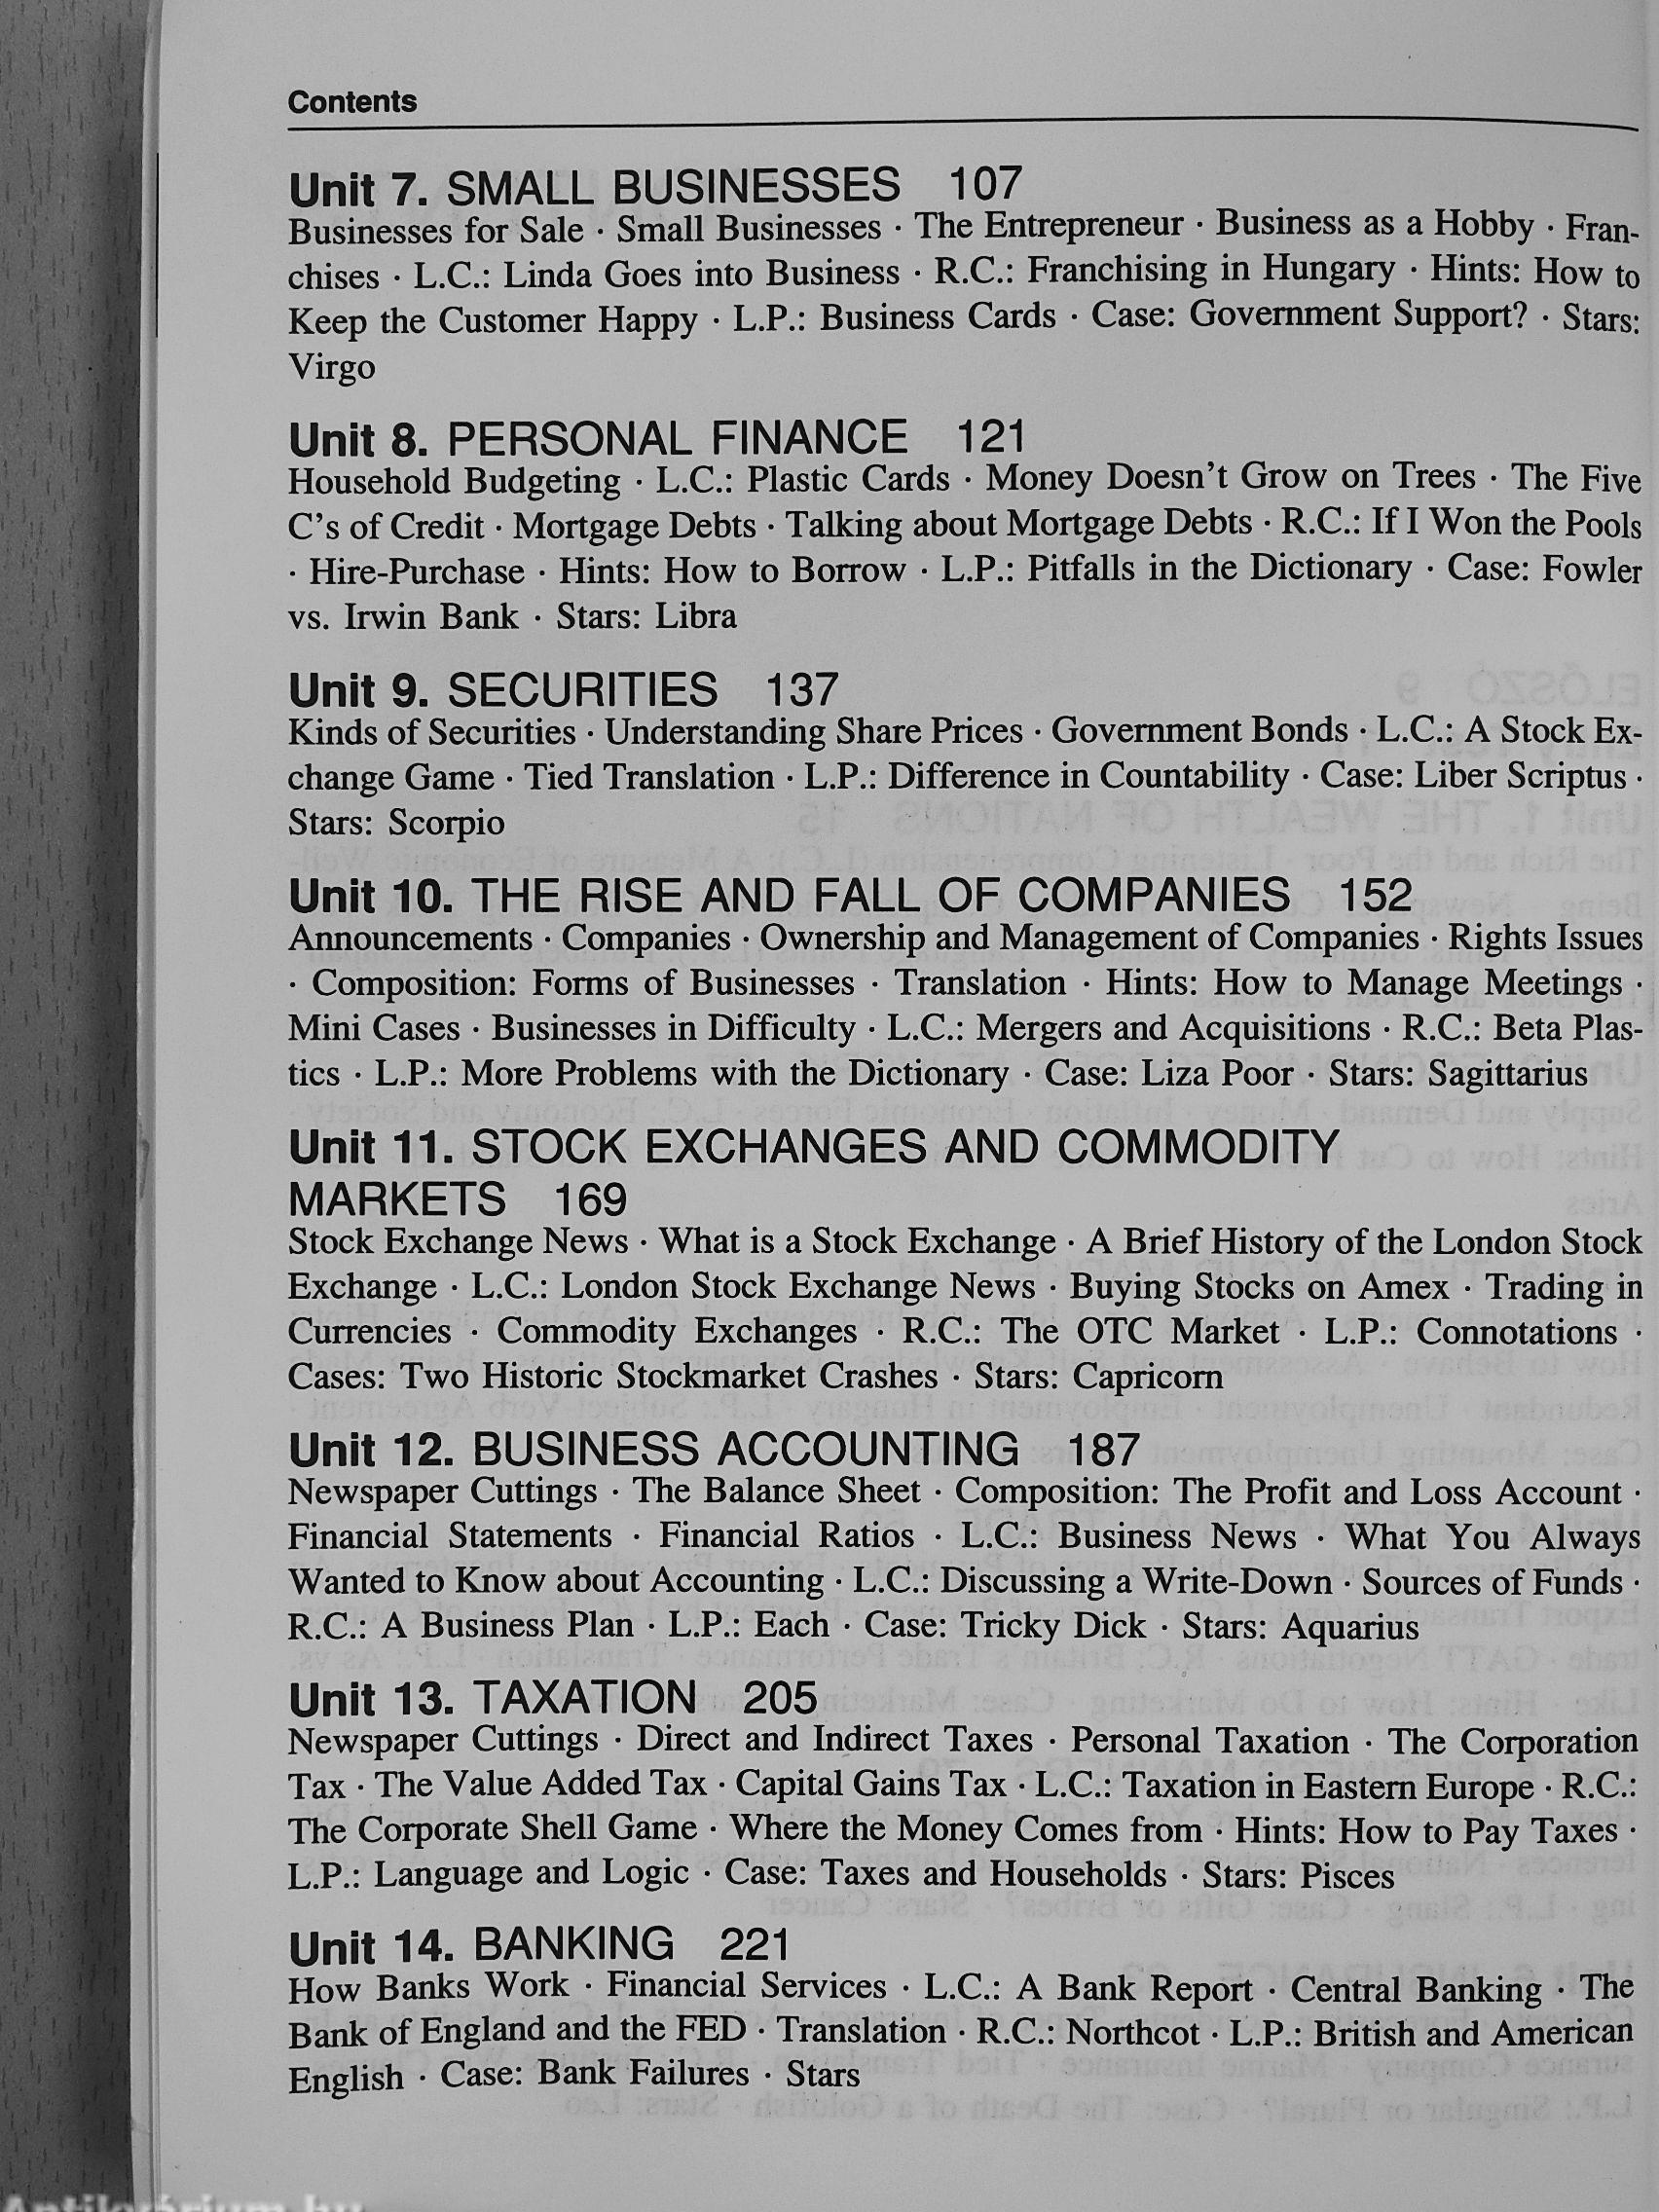 Contents
Unit 7. SMALL BUSINESSES 107
Businesses for Sale · Small Businesses · The Entrepreneur · Business as a Hobby · Fran-
chises · L.C.: Linda Goes into Business · R.C.: Franchising in Hungary · Hints: How to
Keep the Customer Happy · L.P.: Business Cards · Case: Government Support? · Stars:
Virgo
Unit 8. PERSONAL FINANCE 121
Household Budgeting · L.C.: Plastic Cards · Money Doesn't Grow on Trees · The Five
C's of Credit · Mortgage Debts · Talking about Mortgage Debts · R.C.: If I Won the Pools
· Hire-Purchase · Hints: How to Borrow · L.P.: Pitfalls in the Dictionary · Case: Fowler
vs. Irwin Bank · Stars: Libra
Unit 9. SECURITIES 137
Kinds of Securities · Understanding Share Prices · Government Bonds · L.C.: A Stock Ex-
change Game · Tied Translation · L.P.: Difference in Countability · Case: Liber Scriptus ·
Stars: Scorpio
Unit 10. THE RISE AND FALL OF COMPANIES 152
Announcements · Companies · Ownership and Management of Companies · Rights Issues
· Composition: Forms of Businesses · Translation · Hints: How to Manage Meetings ·
Mini Cases · Businesses in Difficulty · L.C.: Mergers and Acquisitions · R.C.: Beta Plas-
tics · L.P.: More Problems with the Dictionary · Case: Liza Poor · Stars: Sagittarius
Unit 11. STOCK EXCHANGES AND COMMODITY
MARKETS 169
Stock Exchange News · What is a Stock Exchange · A Brief History of the London Stock
Exchange · L.C.: London Stock Exchange News · Buying Stocks on Amex · Trading in
Currencies · Commodity Exchanges · R.C.: The OTC Market · L.P.: Connotations ·
Cases: Two Historic Stockmarket Crashes · Stars: Capricorn
Unit 12. BUSINESS ACCOUNTING 187
Newspaper Cuttings · The Balance Sheet · Composition: The Profit and Loss Account ·
Financial Statements · Financial Ratios · L.C.: Business News · What You Always
Wanted to Know about Accounting · L.C.: Discussing a Write-Down · Sources of Funds ·
R.C.: A Business Plan · L.P.: Each · Case: Tricky Dick · Stars: Aquarius
Unit 13. TAXATION 205
Newspaper Cuttings · Direct and Indirect Taxes · Personal Taxation · The Corporation
Tax · The Value Added Tax · Capital Gains Tax · L.C.: Taxation in Eastern Europe · R.C.:
The Corporate Shell Game · Where the Money Comes from · Hints: How to Pay Taxes ·
L.P.: Language and Logic · Case: Taxes and Households · Stars: Pisces
Unit 14. BANKING 221
How Banks Work · Financial Services · L.C.: A Bank Report · Central Banking · The
Bank of England and the FED · Translation · R.C.: Northcot · L.P.: British and American
English · Case: Bank Failures · Stars